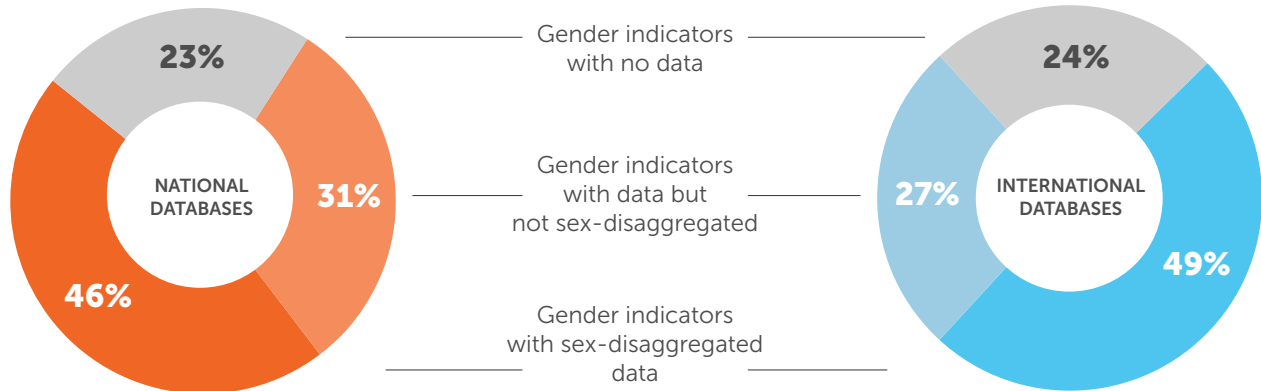 23%
Gender indicators
with no data
24%
NATIONAL
DATABASES
31%
Gender indicators
with data but
not sex-disaggregated
27%
INTERNATIONAL
DATABASES
46%
49%
Gender indicators
with sex-disaggregated
data